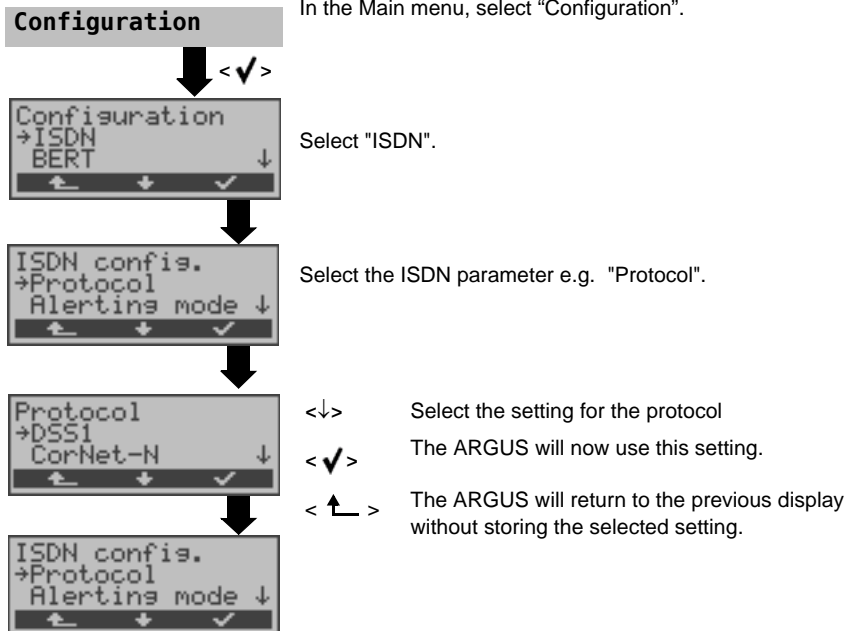 In the Main menu, select “Configuration”.
Configuration
<✔>
Configuration
→ISDN
BERT ↓
Select "ISDN".
ISDN config.
→Protocol
Alerting mode ↓
Select the ISDN parameter e.g. "Protocol".
Protocol
→DSS1
CorNet-N ↓
<↓> Select the setting for the protocol
<✔> The ARGUS will now use this setting.
< > The ARGUS will return to the previous display
without storing the selected setting.
ISDN config.
→Protocol
Alerting mode ↓